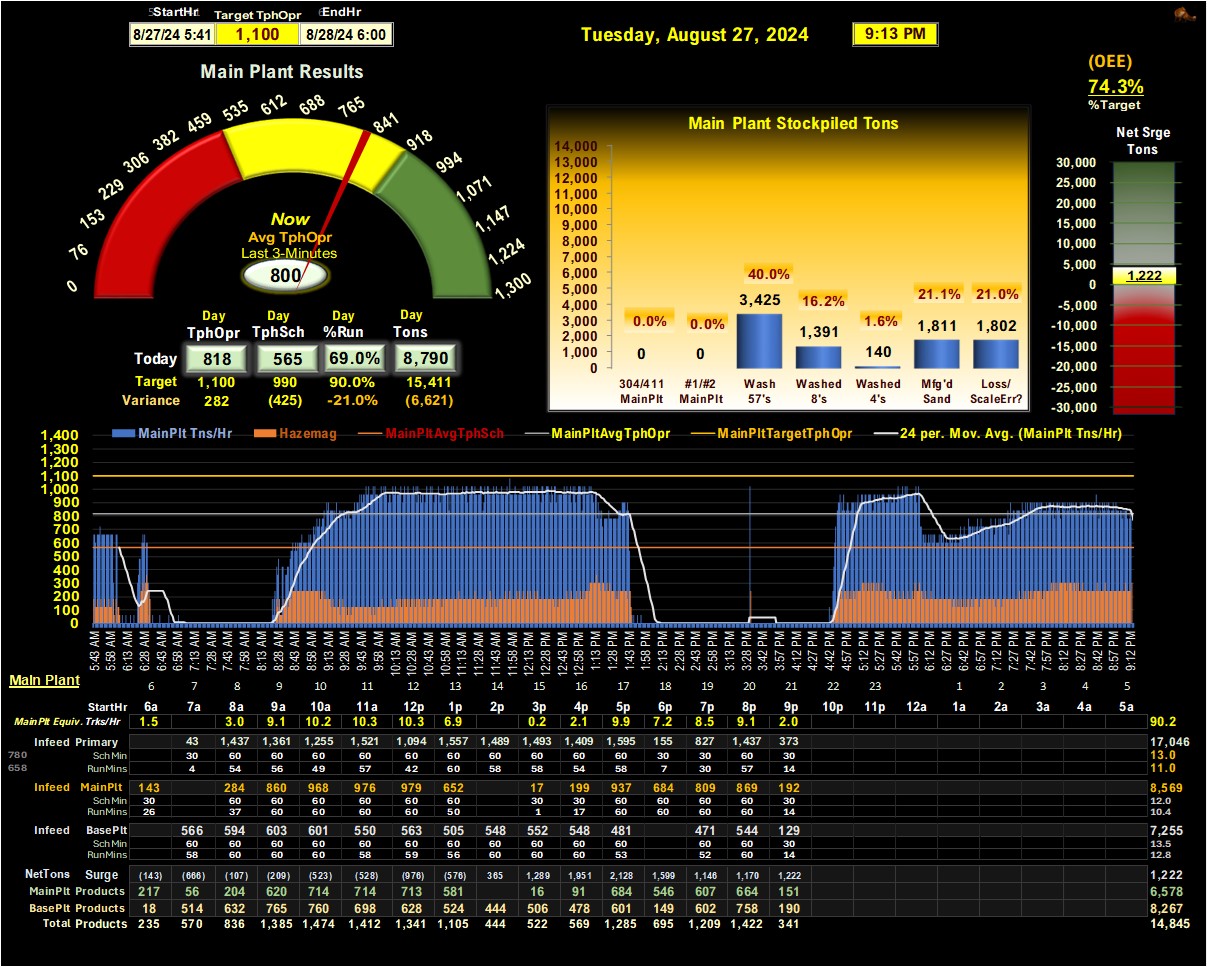 StartHr Target TphOpr EndHr
8/27/24 5:41 1,100 8/28/24 6:00
Tuesday, August 27, 2024 9:13 PM
(OEE)
74.3%
%Target
Main Plant Results
0 76 153 229 306 382 459 535 612 688 765 841 918 994 1,071 1,147 1,224 1,300
Now
Avg TphOpr
Last 3-Minutes
800
Day Day Day Day
TphOpr TphSch %Run Tons
Today 818 565 69.0% 8,790
Target 1,100 990 90.0% 15,411
Variance 282 (425) -21.0% (6,621)
Main Plant Stockpiled Tons
14,000
13,000
12,000
11,000
10,000
9,000
8,000
7,000
6,000
5,000
4,000
3,000
2,000
1,000
0
0.0% 0.0% 40.0% 16.2% 1.6% 21.1% 21.0%
0 0 3,425 1,391 140 1,811 1,802
304/411 #1/#2 Wash Washed Washed Mfg'd Loss/
MainPlt MainPlt 57's 8's 4's Sand ScaleErr?
Net Srge
Tons
30,000
25,000
20,000
15,000
10,000
5,000
1,222
0
-5,000
-10,000
-15,000
-20,000
-25,000
-30,000
MainPlt Tns/Hr Hazemag MainPltAvgTphSch MainPltAvgTphOpr MainPltTargetTphOpr 24 per. Mov. Avg. (MainPlt Tns/Hr)
1,400
1,300
1,200
1,100
1,000
900
800
700
600
500
400
300
200
100
0
5:43 AM 5:58 AM 6:13 AM 6:28 AM 6:43 AM 6:58 AM 7:13 AM 7:28 AM 7:43 AM 7:58 AM 8:13 AM 8:30 AM 8:45 AM 8:58 AM 9:13 AM 9:28 AM 9:43 AM 9:58 AM 10:13 AM 10:28 AM 10:43 AM 10:58 AM 11:13 AM 11:28 AM 11:43 AM 11:58 AM 12:13 PM 12:28 PM 12:43 PM 12:58 PM 1:13 PM 1:28 PM 1:43 PM 1:58 PM 2:13 PM 2:28 PM 2:43 PM 2:58 PM 3:13 PM 3:28 PM 3:42 PM 3:57 PM 4:12 PM 4:27 PM 4:42 PM 4:57 PM 5:12 PM 5:27 PM 5:42 PM 5:57 PM 6:12 PM 6:27 PM 6:42 PM 6:57 PM 7:12 PM 7:27 PM 7:42 PM 7:57 PM 8:12 PM 8:27 PM 8:42 PM 8:57 PM 9:12 PM
Main Plant
6 7 8 9 10 11 12 13 14 15 16 17 18 19 20 21 22 23 1 2 3 4 5
StartHr 6a 7a 8a 9a 10a 11a 12p 1p 2p 3p 4p 5p 6p 7p 8p 9p 10p 11p 12a 1a 2a 3a 4a 5a
MainPlt Equiv. Trks/Hr 1.5 3.0 9.1 10.2 10.3 10.3 6.9 0.2 2.1 9.9 7.2 8.5 9.1 2.0 90.2
Infeed Primary 43 1,437 1,361 1,255 1,521 1,094 1,557 1,489 1,493 1,409 1,595 155 827 1,437 373 17,046
780 SchMin 30 60 60 60 60 60 60 60 60 60 60 30 30 60 30 13.0
658 RunMins 4 54 56 49 57 42 60 58 58 54 58 7 30 57 14 11.0
Infeed MainPlt 143 284 860 968 976 979 652 17 199 937 684 809 869 192 8,569
SchMin 30 60 60 60 60 60 60 30 30 60 60 60 60 30 12.0
RunMins 26 37 60 60 60 60 50 1 17 60 60 60 60 14 10.4
Infeed BasePlt 566 594 603 601 550 563 505 548 552 548 481 471 544 129 7,255
SchMin 60 60 60 60 60 60 60 60 60 60 60 60 60 30 13.5
RunMins 58 60 60 60 58 59 56 60 60 60 53 52 60 14 12.8
NetTons Surge (143) (666) (107) (209) (523) (528) (976) (576) 365 1,289 1,951 2,128 1,599 1,146 1,170 1,222 1,222
MainPlt Products 217 56 204 620 714 714 713 581 16 91 684 546 607 664 151 6,578
BasePlt Products 18 514 632 765 760 698 628 524 444 506 478 601 149 602 758 190 8,267
Total Products 235 570 836 1,385 1,474 1,412 1,341 1,105 444 522 569 1,285 695 1,209 1,422 341 14,845